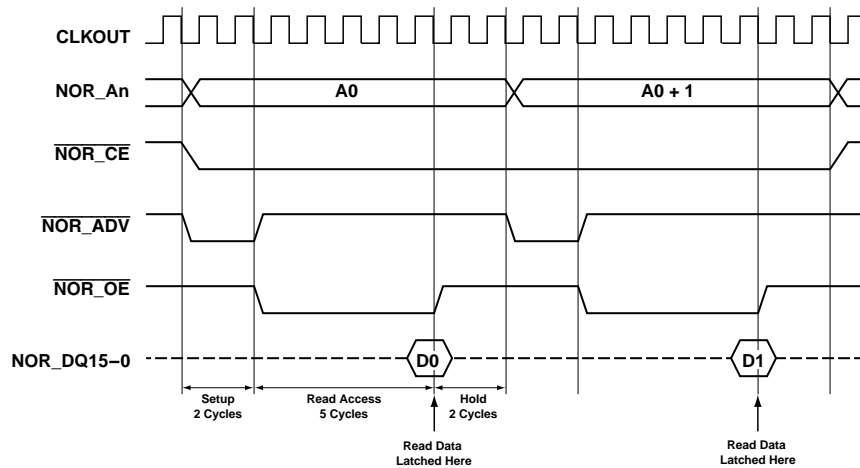 CLKOUT
NOR_An
A0
A0 + 1
NOR_CE
NOR_ADV
NOR_OE
NOR_DQ15–0
D0
D1
Setup
2 Cycles
Read Access
5 Cycles
Hold
2 Cycles
Read Data
Latched Here
Read Data
Latched Here